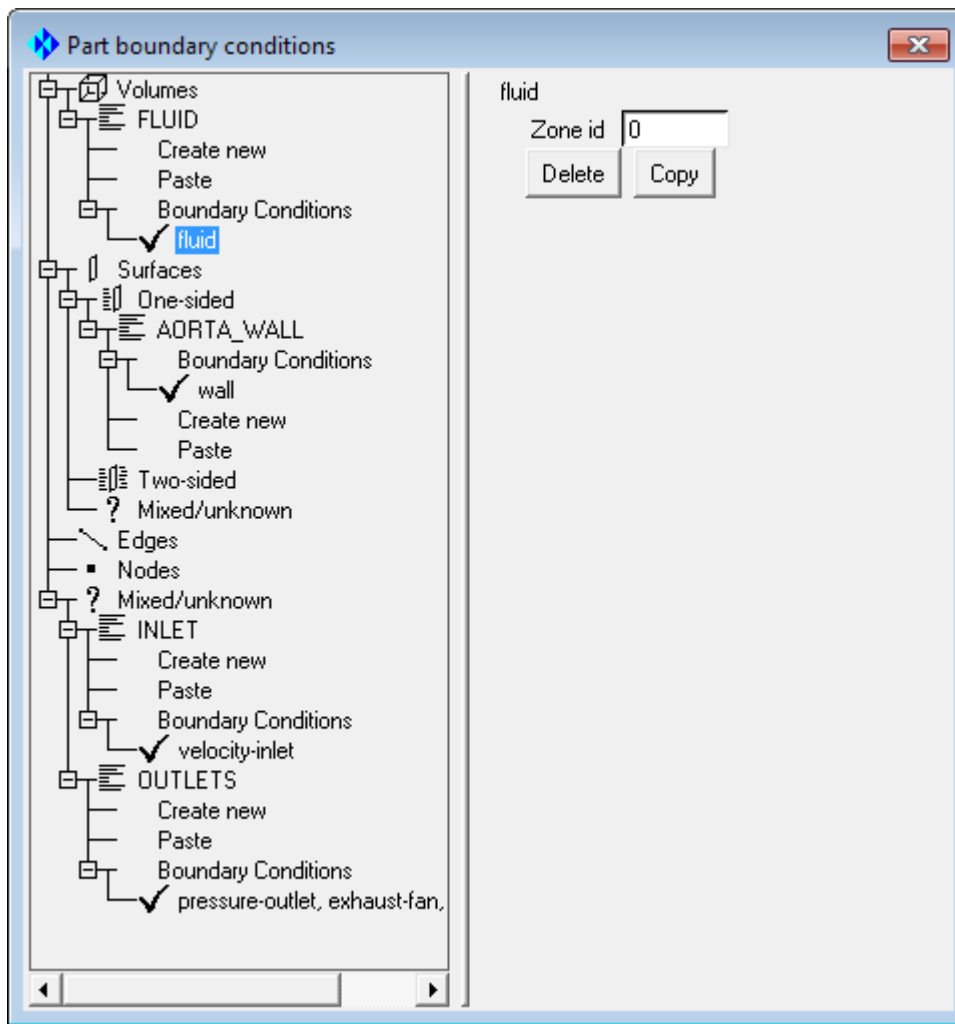 Part boundary conditions
Volumes
FLUID
Create new
Paste
Boundary Conditions
fluid
Surfaces
One-sided
AORTA_WALL
Boundary Conditions
wall
Create new
Paste
Two-sided
? Mixed/unknown
Edges
Nodes
? Mixed/unknown
INLET
Create new
Paste
Boundary Conditions
velocity-inlet
OUTLETS
Create new
Paste
Boundary Conditions
pressure-outlet, exhaust-fan,
fluid
Zone id 0
Delete Copy